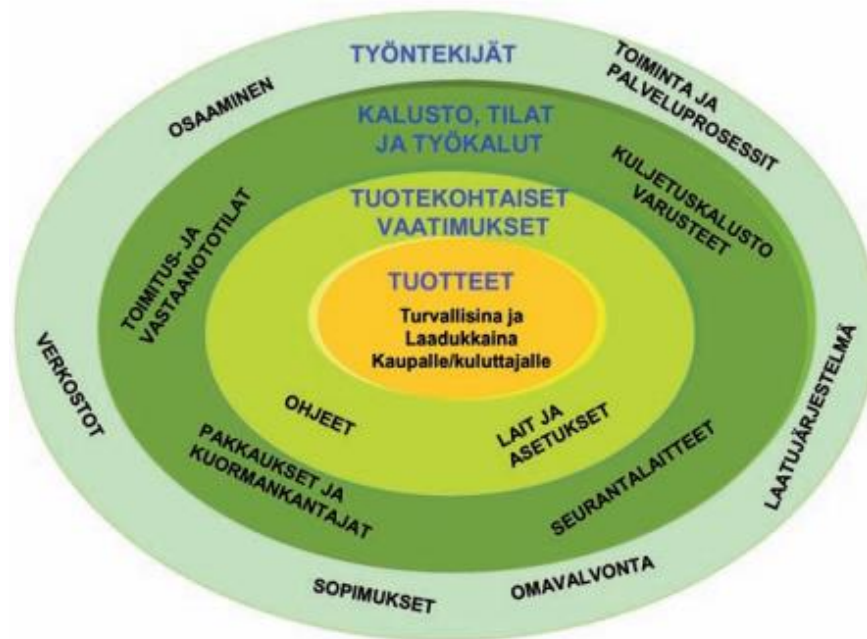 TYÖNTEKIJÄT
TOIMINTA JA
PALVELUPROSESSIT
OSAAMINEN
KALUSTO, TILAT
JA TYÖKALUT
KULJETUSKALUSTO
VARUSTEET
TUOTEKOHTAISET
VAATIMUKSET
TOIMITUS- JA
VASTAANOTOTILAT
TUOTTEET
Turvallisina ja
Laadukkaina
Kaupalle/kuluttajalle
VERKOSTOT
LAATUJÄRJESTELMÄ
OHJEET
LAIT JA
ASETUKSET
PAKKAUKSET JA
KUORMANKANTAJAT
SEURANTALAITTEET
SOPIMUKSET
OMAVALVONTA